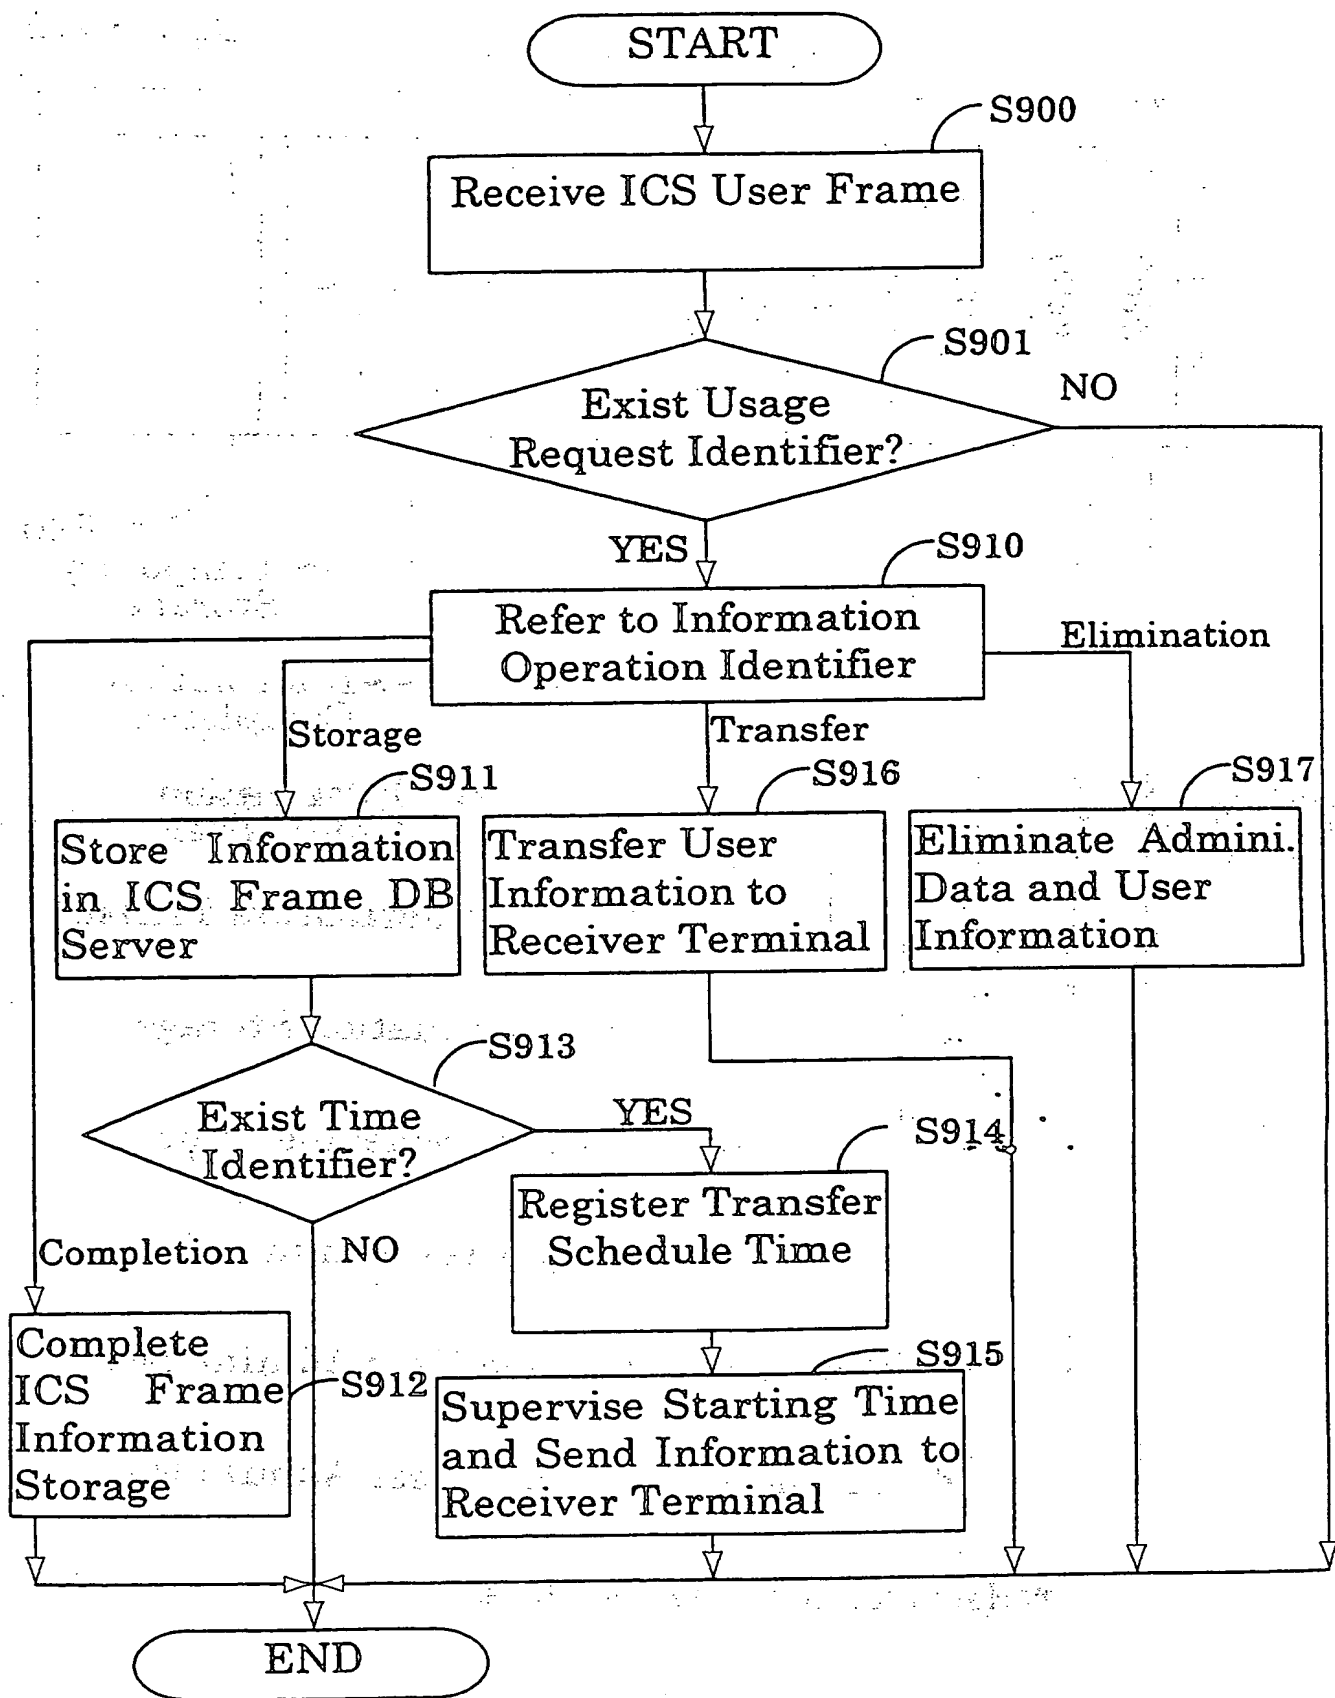 START
S900
Receive ICS User Frame
S901
NO
Exist Usage
Request Identifier?
YES
S910
Refer to Information
Operation Identifier
Elimination
Storage
Transfer
S911
S916
S917
Store Information
in ICS Frame DB
Server
Transfer User
Information to
Receiver Terminal
Eliminate Admini.
Data and User
Information
S913
Exist Time
Identifier?
YES
S914
Register Transfer
Schedule Time
Completion
NO
Complete
ICS Frame
Information
Storage
S912
S915
Supervise Starting Time
and Send Information to
Receiver Terminal
END